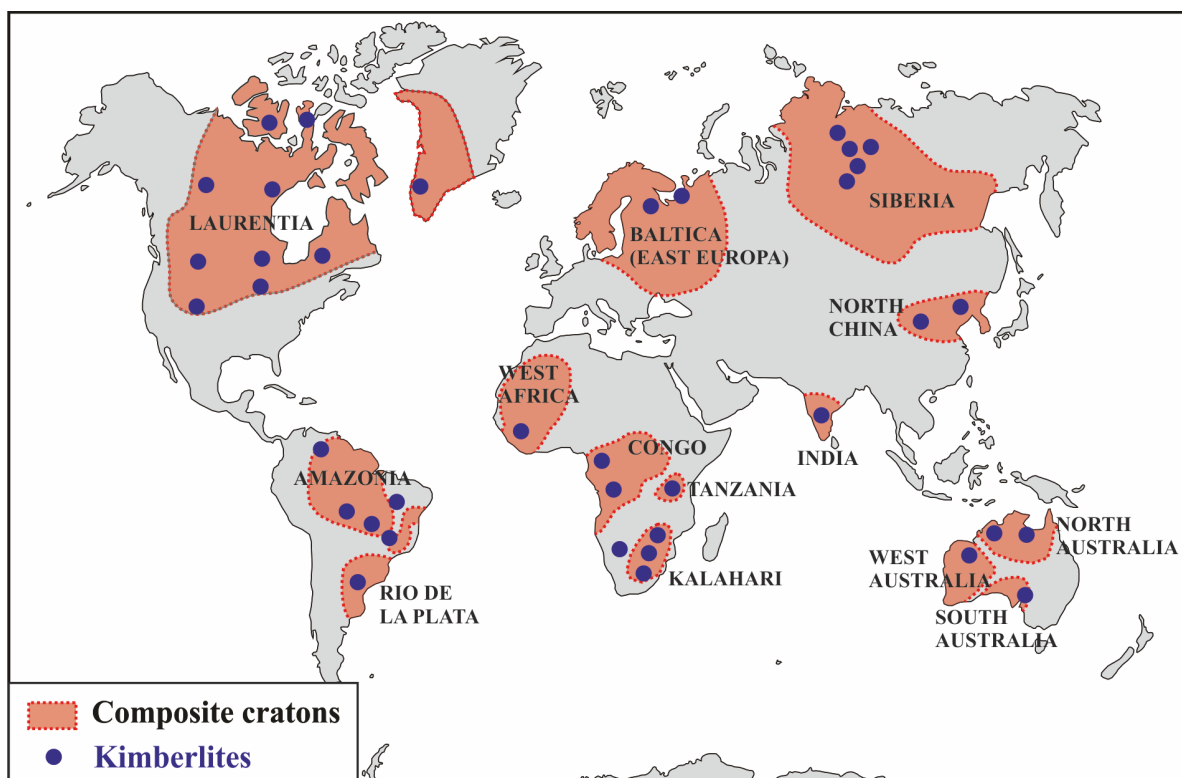 LAURENTIA
BALTICA
(EAST EUROPA)
SIBERIA
NORTH
CHINA
WEST
AFRICA
CONGO
INDIA
TANZANIA
AMAZONIA
KALAHARI
RIO DE
LA PLATA
NORTH
AUSTRALIA
WEST
AUSTRALIA
SOUTH
AUSTRALIA
Composite cratons
Kimberlites